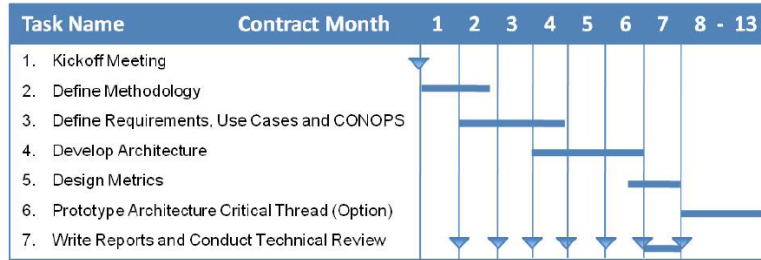 Task Name Contract Month 1 2 3 4 5 6 7 8 - 13
1. Kickoff Meeting
2. Define Methodology
3. Define Requirements, Use Cases and CONOPS
4. Develop Architecture
5. Design Metrics
6. Prototype Architecture Critical Thread (Option)
7. Write Reports and Conduct Technical Review